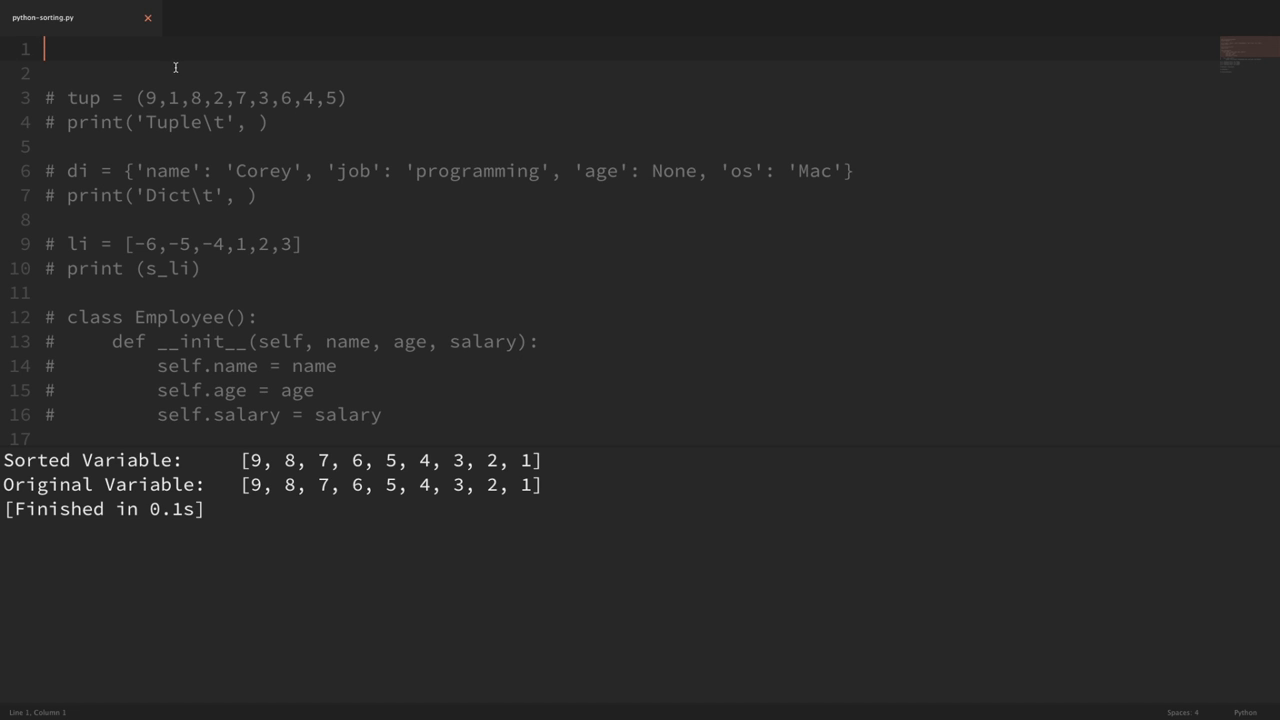 python-sorting.py
1
2
3 # tup = (9,1,8,2,7,3,6,4,5)
4 # print('Tuple\t', )
5
6 # di = {'name': 'Corey', 'job': 'programming', 'age': None, 'os': 'Mac'}
7 # print('Dict\t', )
8
9 # li = [-6,-5,-4,1,2,3]
10 # print (s_li)
11
12 # class Employee():
13 #     def __init__(self, name, age, salary):
14 #         self.name = name
15 #         self.age = age
16 #         self.salary = salary
17
Sorted Variable:     [9, 8, 7, 6, 5, 4, 3, 2, 1]
Original Variable:   [9, 8, 7, 6, 5, 4, 3, 2, 1]
[Finished in 0.1s]
Line 1, Column 1
Spaces: 4
Python